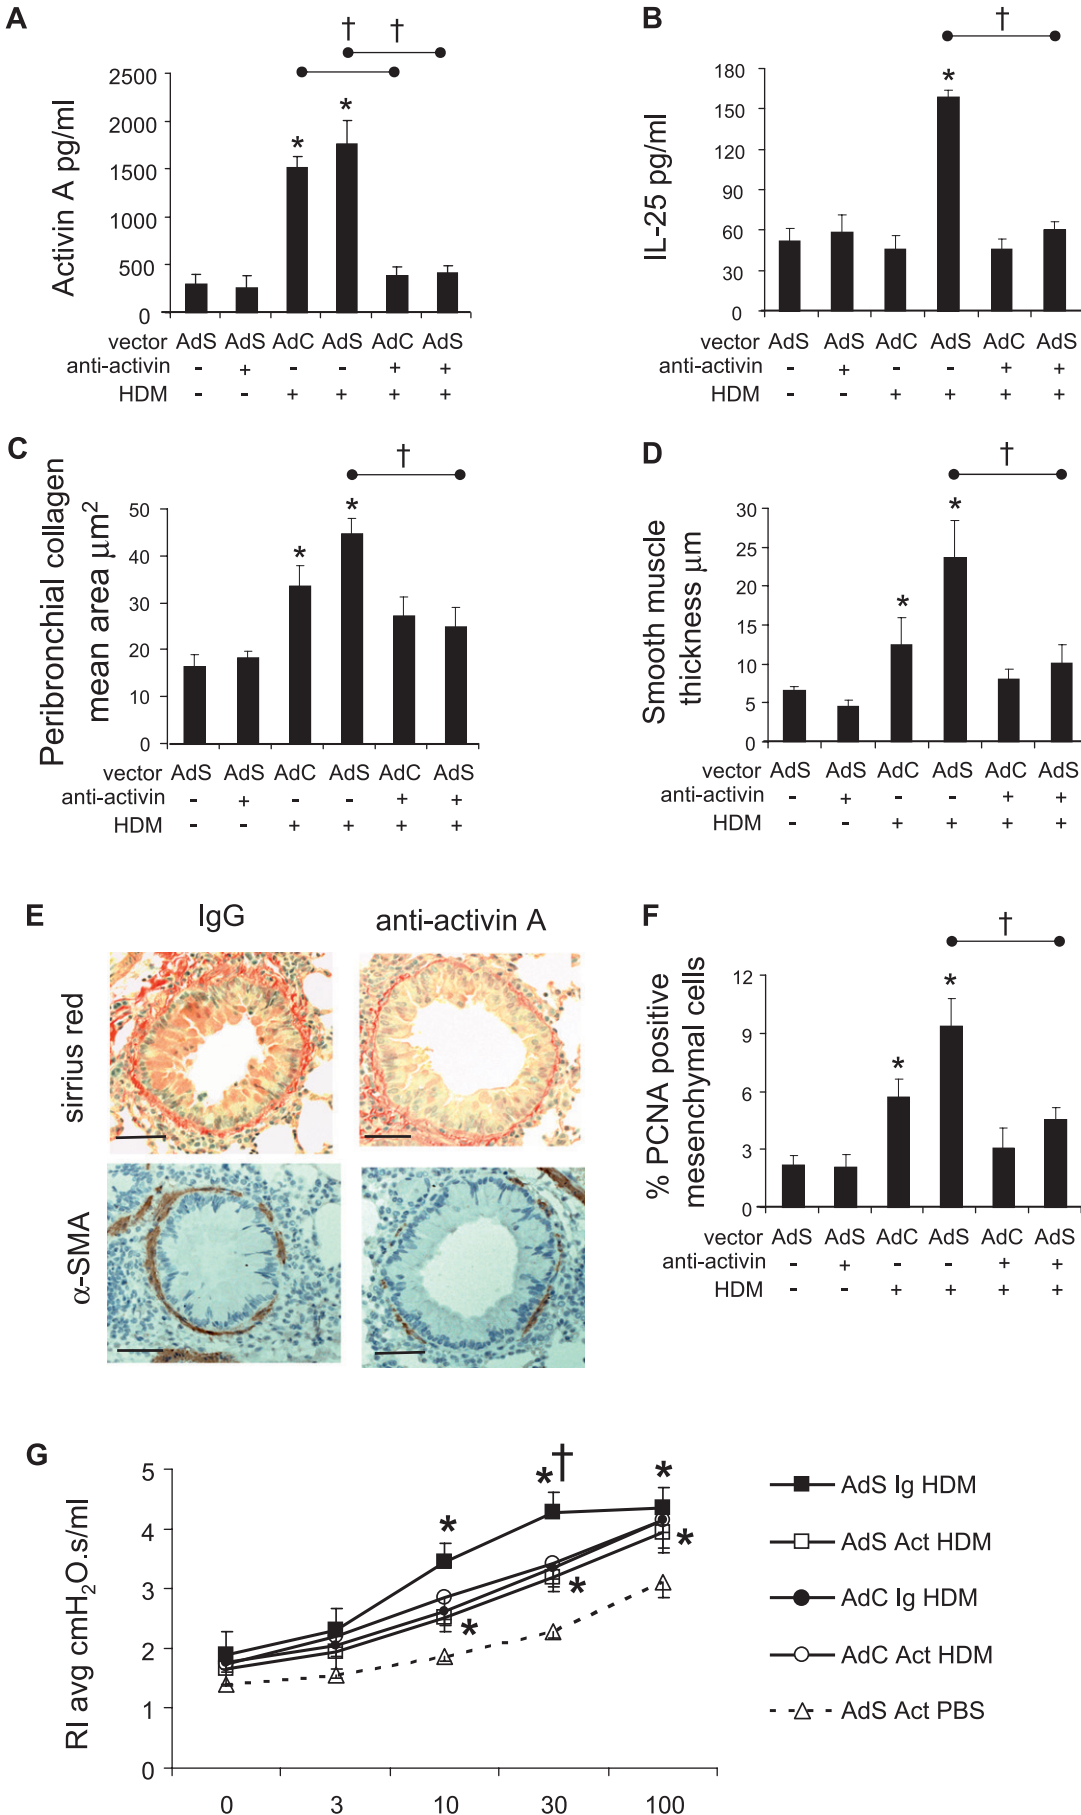 A
† †
Activin A pg/ml
2500
2000
1500
1000
500
0
* *
vector AdS AdS AdC AdS AdC AdS
anti-activin - + - - + +
HDM - - + + + +
B
†
IL-25 pg/ml
180
150
120
90
60
30
0
*
vector AdS AdS AdC AdS AdC AdS
anti-activin - + - - + +
HDM - - + + + +
C
†
Peribronchial collagen
mean area μm²
50
40
30
20
10
0
* *
vector AdS AdS AdC AdS AdC AdS
anti-activin - + - - + +
HDM - - + + + +
D
†
Smooth muscle
thickness μm
30
25
20
15
10
5
0
* *
vector AdS AdS AdC AdS AdC AdS
anti-activin - + - - + +
HDM - - + + + +
E
IgG anti-activin A
sirrius red
α-SMA
F
†
% PCNA positive
mesenchymal cells
12
9
6
3
0
* *
vector AdS AdS AdC AdS AdC AdS
anti-activin - + - - + +
HDM - - + + + +
G
RI avg cmH₂O.s/ml
5
4
3
2
1
0
* *† *
* * *
0 3 10 30 100
AdS Ig HDM
AdS Act HDM
AdC Ig HDM
AdC Act HDM
AdS Act PBS